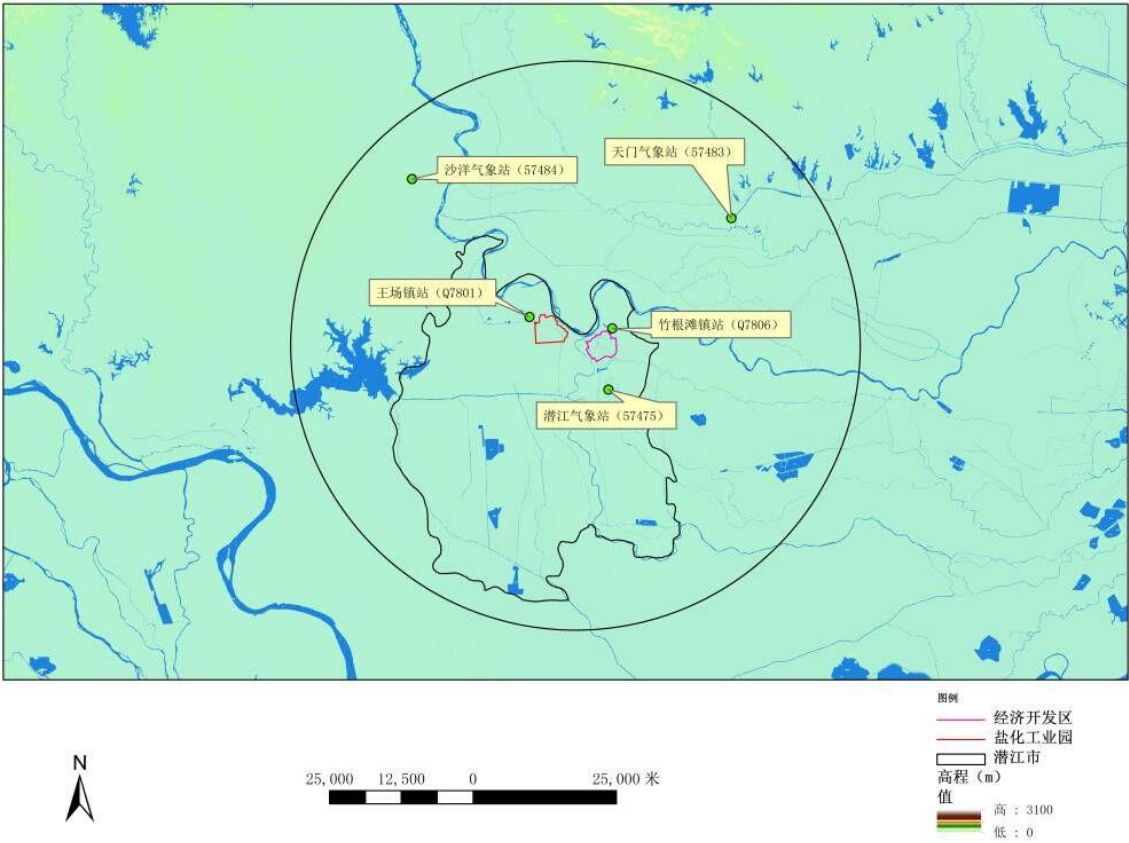 天门气象站（57483）
沙洋气象站（57484）
王场镇站（Q7801）
竹根滩镇站（Q7806）
潜江气象站（57475）
N
25,000 12,500 0 25,000 米
图例
经济开发区
盐化工业园
潜江市
高程（m）
值
高 : 3100
低 : 0